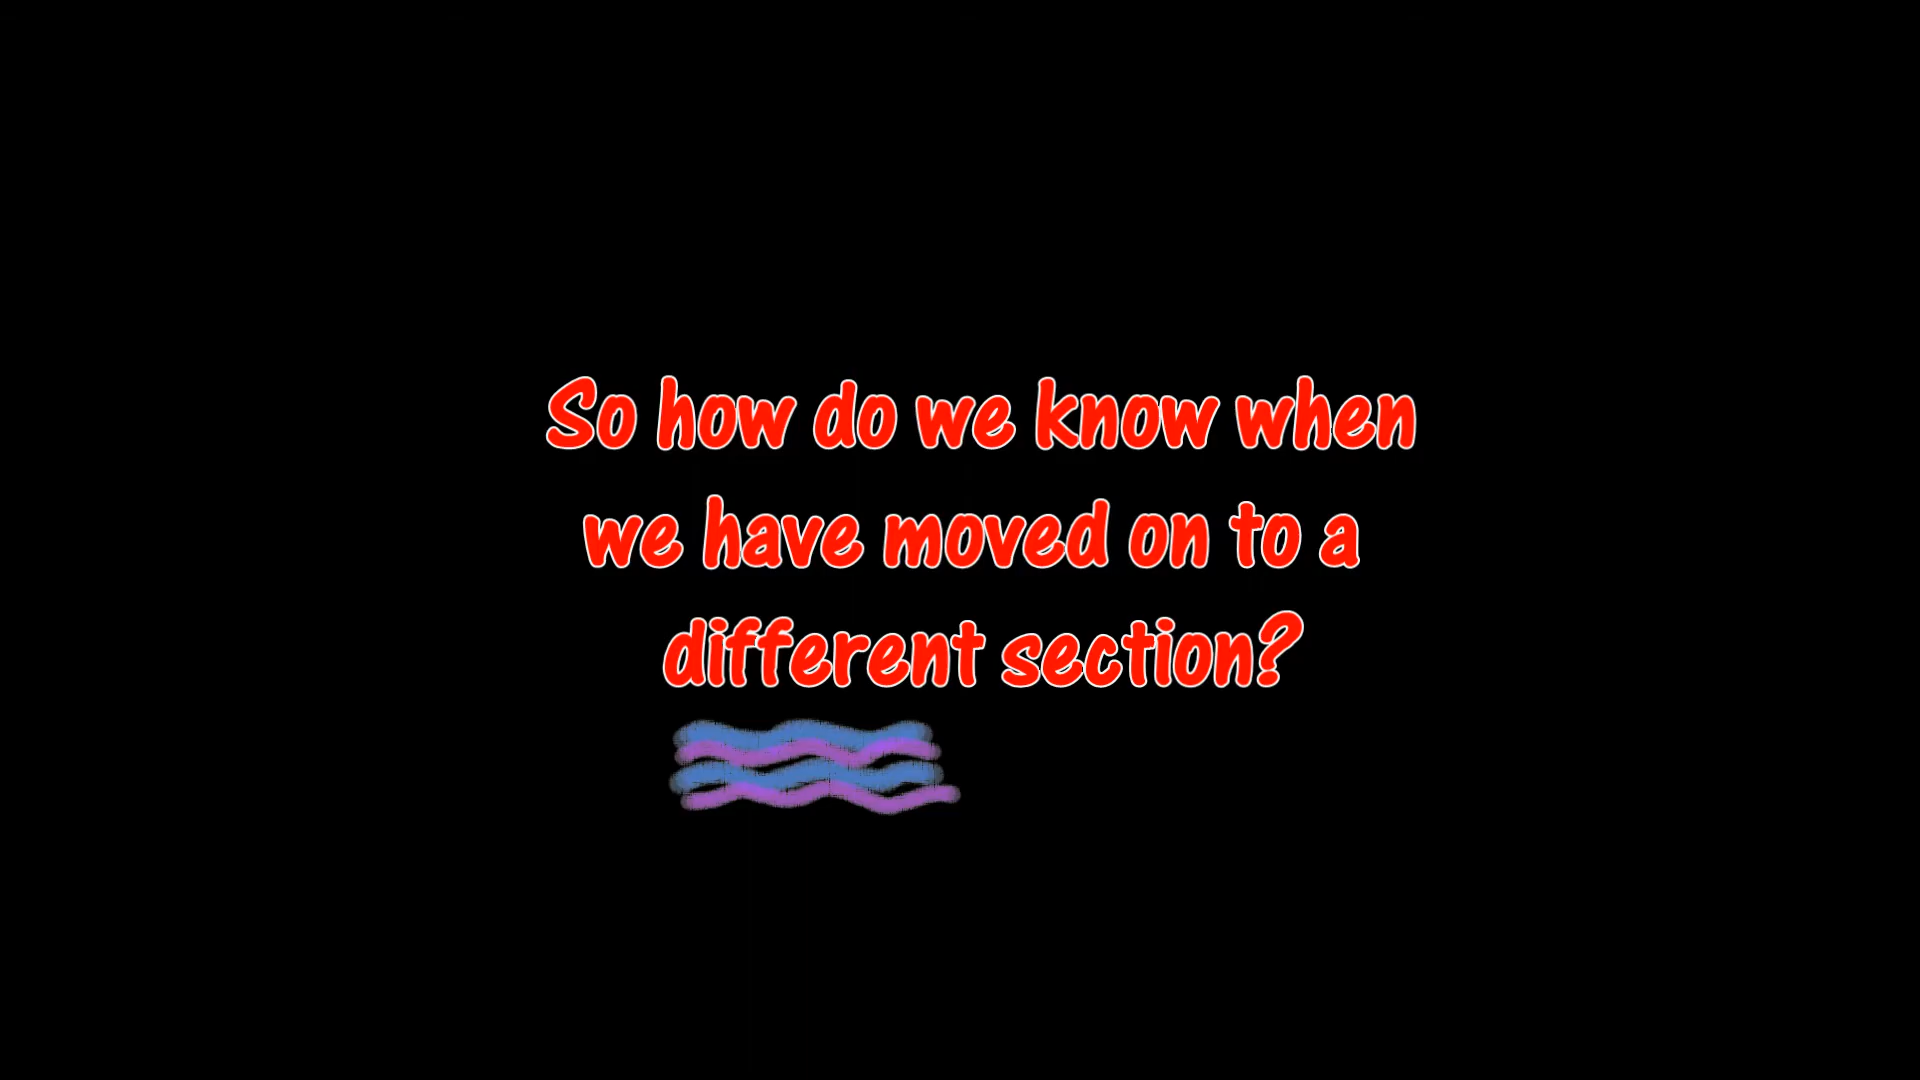 So how do we know when
we have moved on to a
different section?